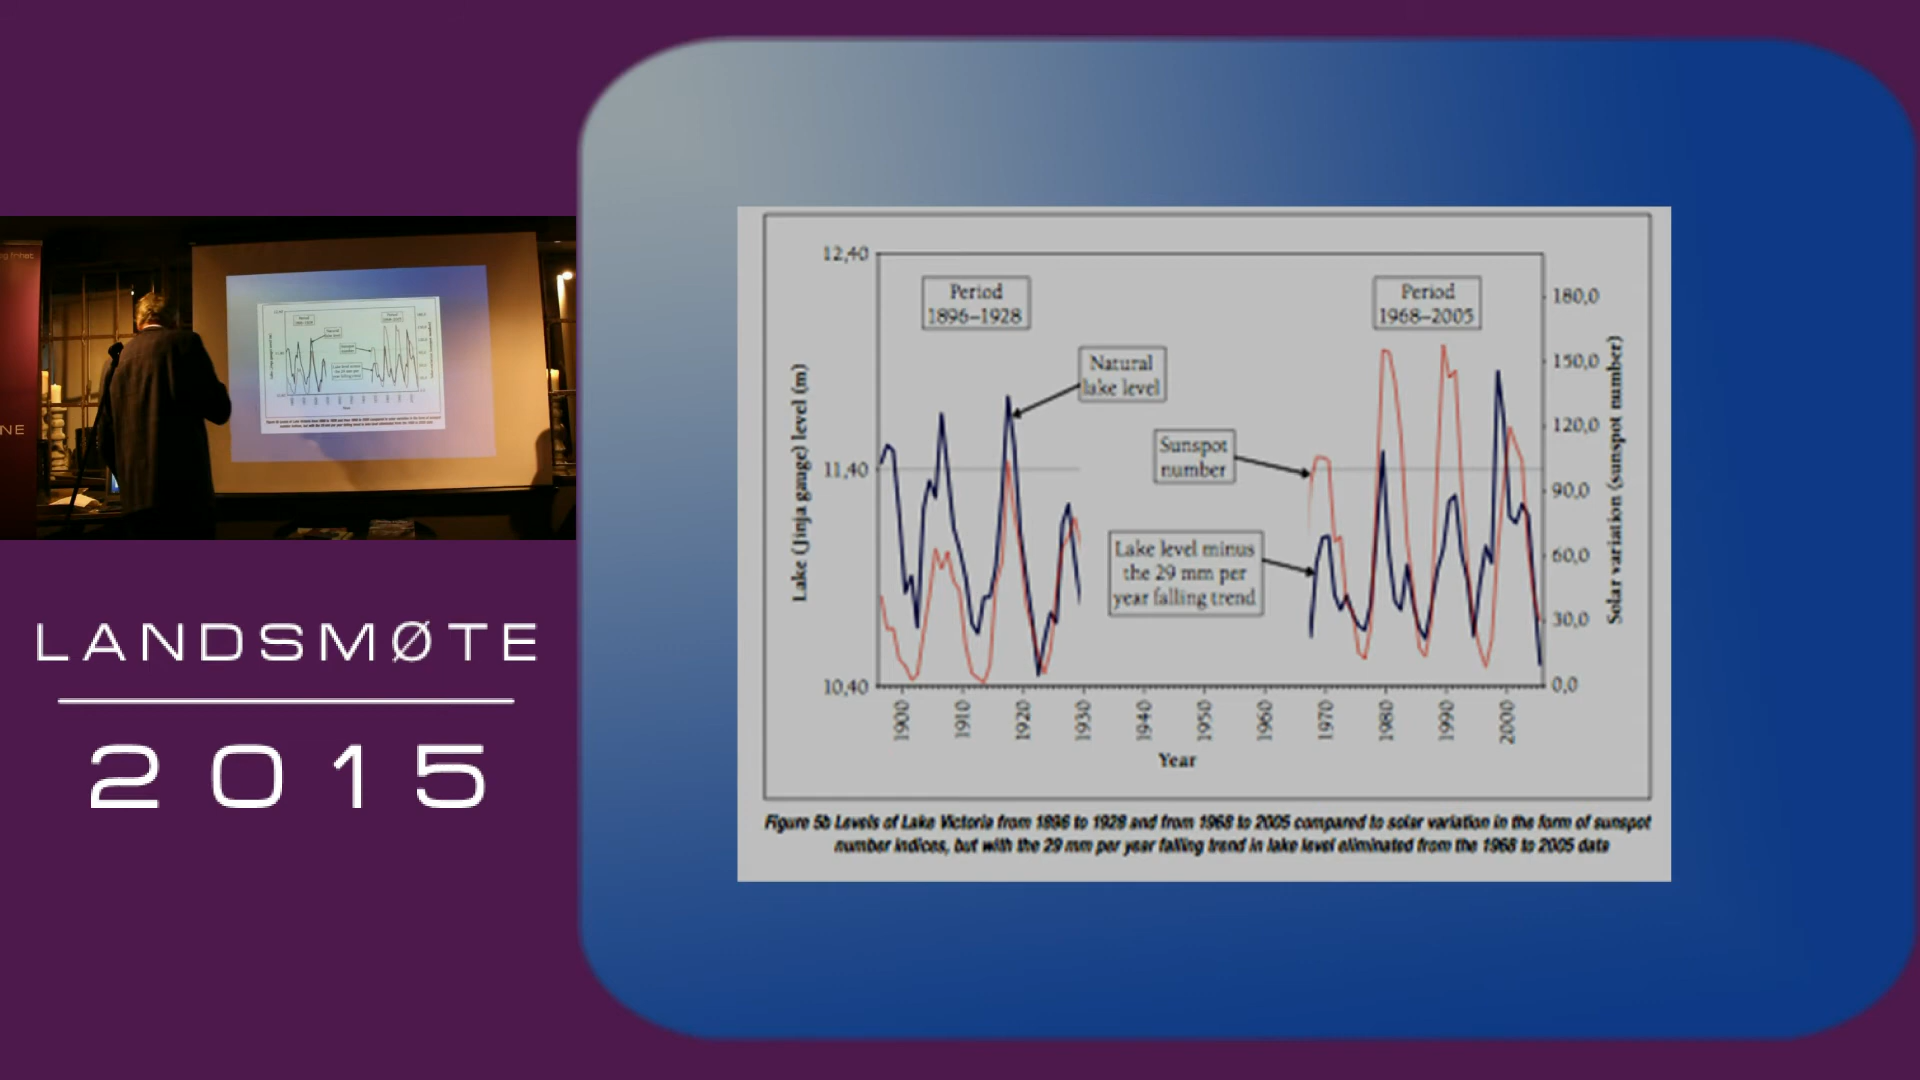 LANDSMØTE
2015
12,40
11,40
10,40
Lake (Jinja gauge) level (m)
Period
1896–1928
Natural
lake level
Sunspot
number
Lake level minus
the 29 mm per
year falling trend
Period
1968–2005
180,0
150,0
120,0
90,0
60,0
30,0
0,0
Solar variation (sunspot number)
1900
1910
1920
1930
1940
1950
1960
1970
1980
1990
2000
Year
Figure 5b Levels of Lake Victoria from 1896 to 1928 and from 1968 to 2005 compared to solar variation in the form of sunspot
number indices, but with the 29 mm per year falling trend in lake level eliminated from the 1968 to 2005 data